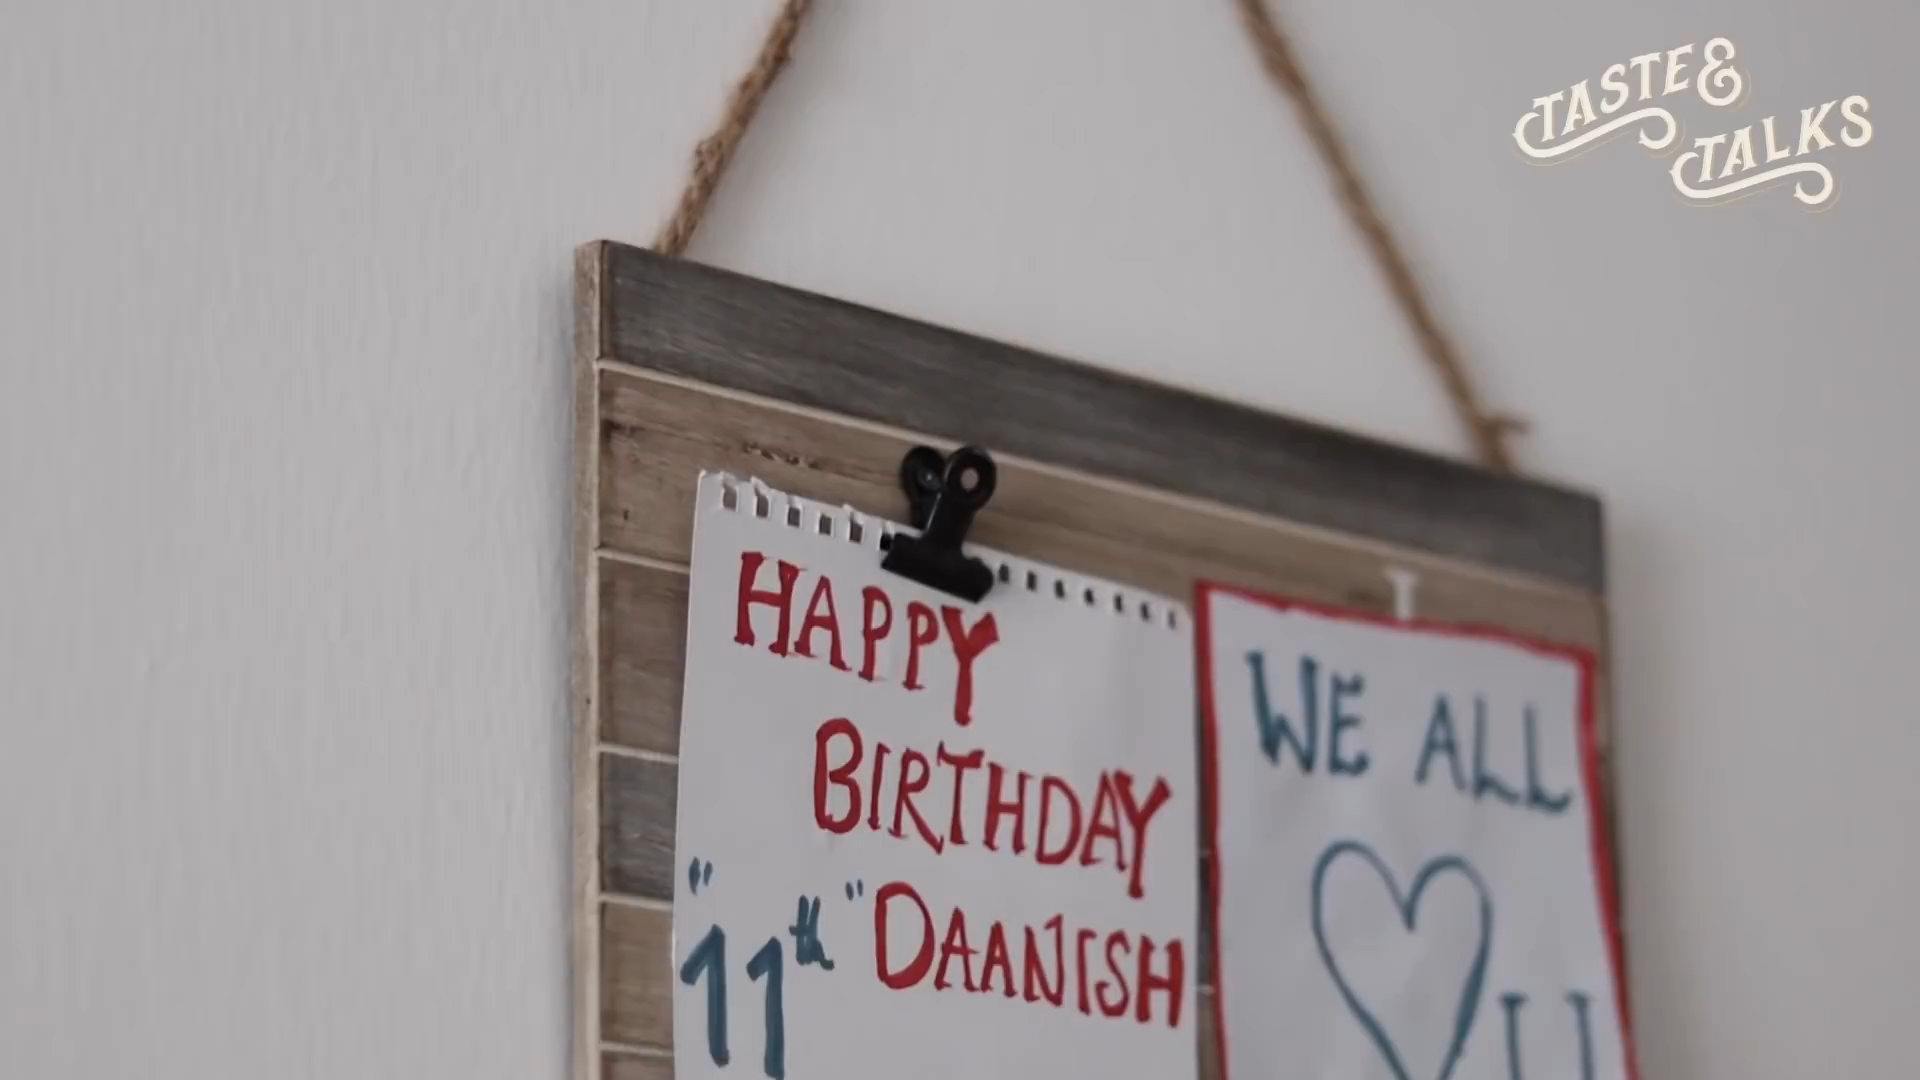 TASTE &
TALKS
HAPPY
BIRTHDAY
"11th" DAANISH
WE ALL
♡ U